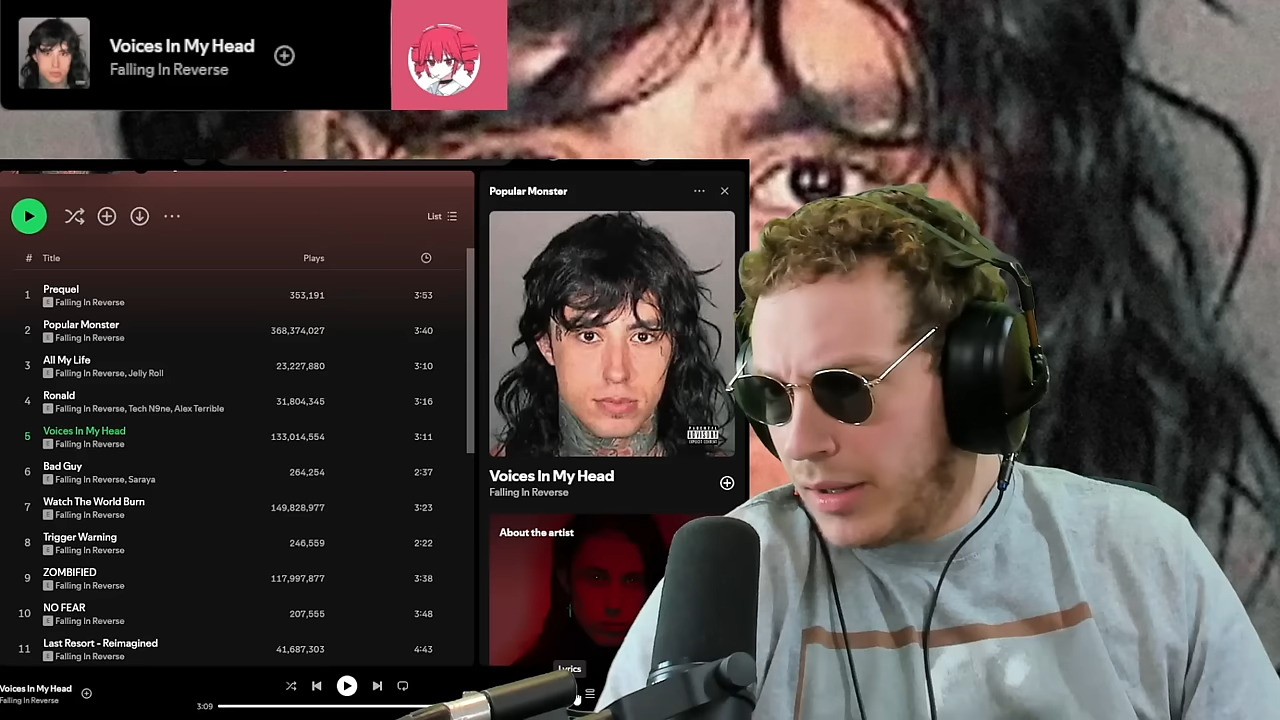 Voices In My Head
Falling In Reverse
List
Popular Monster
# Title Plays
1 Prequel 353,191 3:53
E Falling In Reverse
2 Popular Monster 368,374,027 3:40
E Falling In Reverse
3 All My Life 23,227,880 3:10
E Falling In Reverse, Jelly Roll
4 Ronald 31,804,345 3:16
E Falling In Reverse, Tech N9ne, Alex Terrible
5 Voices In My Head 133,014,554 3:11
E Falling In Reverse
6 Bad Guy 264,254 2:37
E Falling In Reverse, Saraya
7 Watch The World Burn 149,828,977 3:23
E Falling In Reverse
8 Trigger Warning 246,559 2:22
E Falling In Reverse
9 ZOMBIFIED 117,997,877 3:38
E Falling In Reverse
10 NO FEAR 207,555 3:48
E Falling In Reverse
11 Last Resort - Reimagined 41,687,303 4:43
E Falling In Reverse
PARENTAL
ADVISORY
EXPLICIT CONTENT
Voices In My Head
Falling In Reverse
About the artist
Lyrics
Voices In My Head
Falling In Reverse
3:09